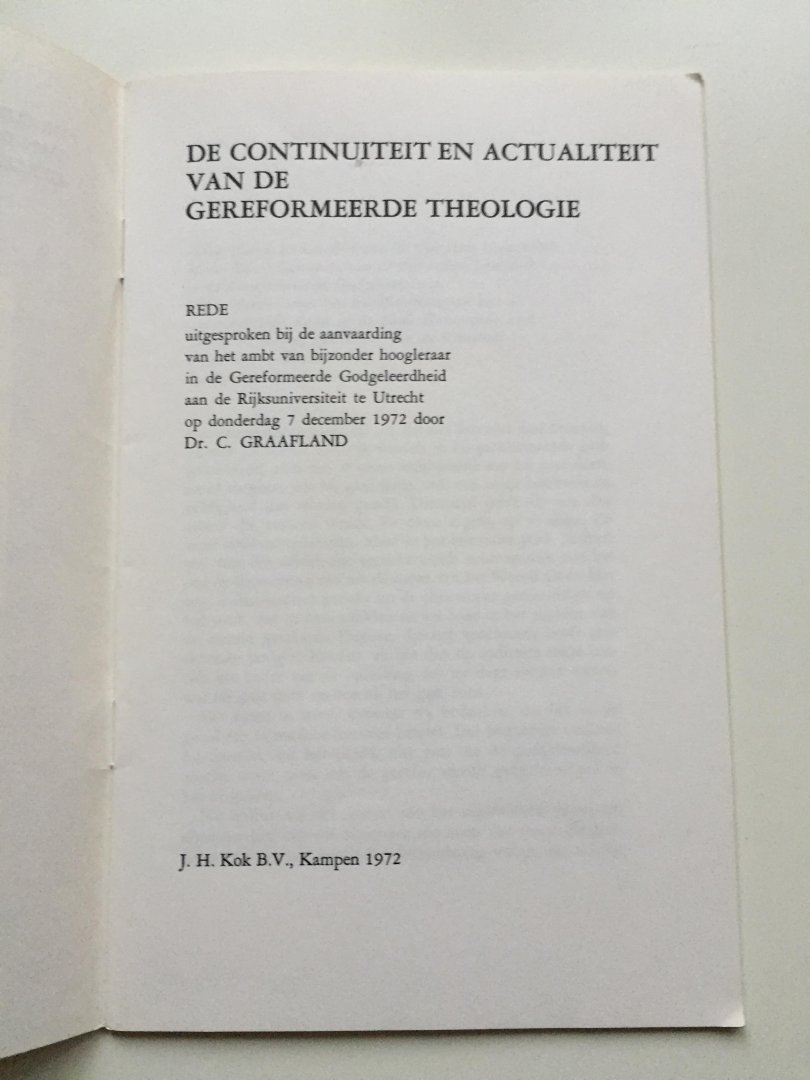 DE CONTINUITEIT EN ACTUALITEIT
VAN DE
GEREFORMEERDE THEOLOGIE
REDE
uitgesproken bij de aanvaarding
van het ambt van bijzonder hoogleraar
in de Gereformeerde Godgeleerdheid
aan de Rijksuniversiteit te Utrecht
op donderdag 7 december 1972 door
Dr. C. GRAAFLAND
J. H. Kok B.V., Kampen 1972